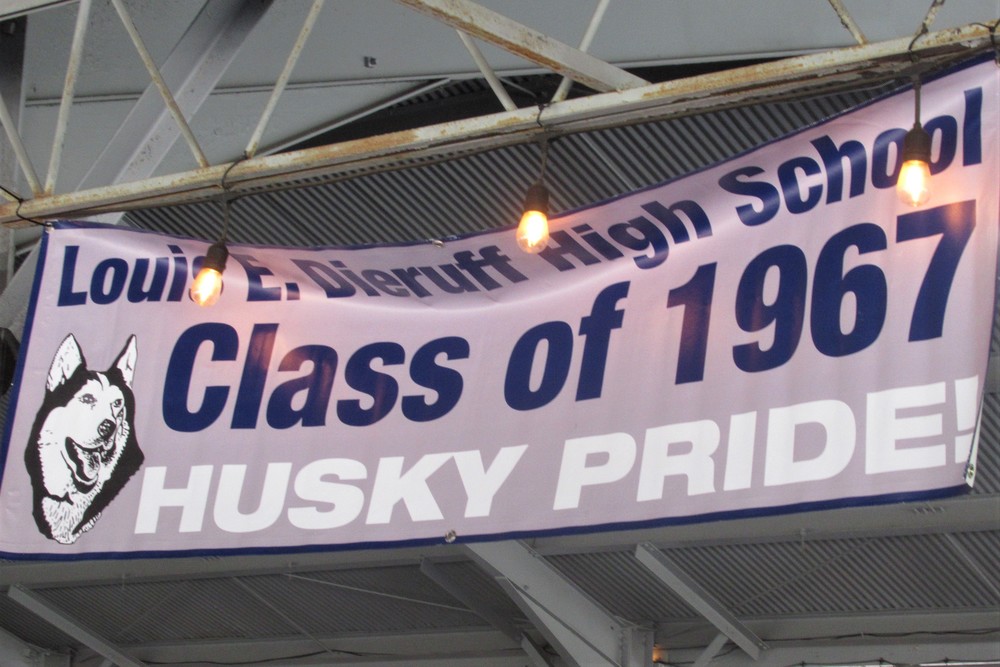 Louis E. Dieruff High School
Class of 1967
HUSKY PRIDE!